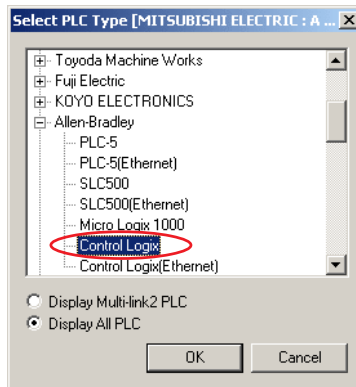 Select PLC Type [MITSUBISHI ELECTRIC : A ...
Toyoda Machine Works
Fuji Electric
KOYO ELECTRONICS
Allen-Bradley
PLC-5
PLC-5(Ethernet)
SLC500
SLC500(Ethernet)
Micro Logix 1000
Control Logix
Control Logix(Ethernet)
Display Multi-link2 PLC
Display All PLC
OK Cancel